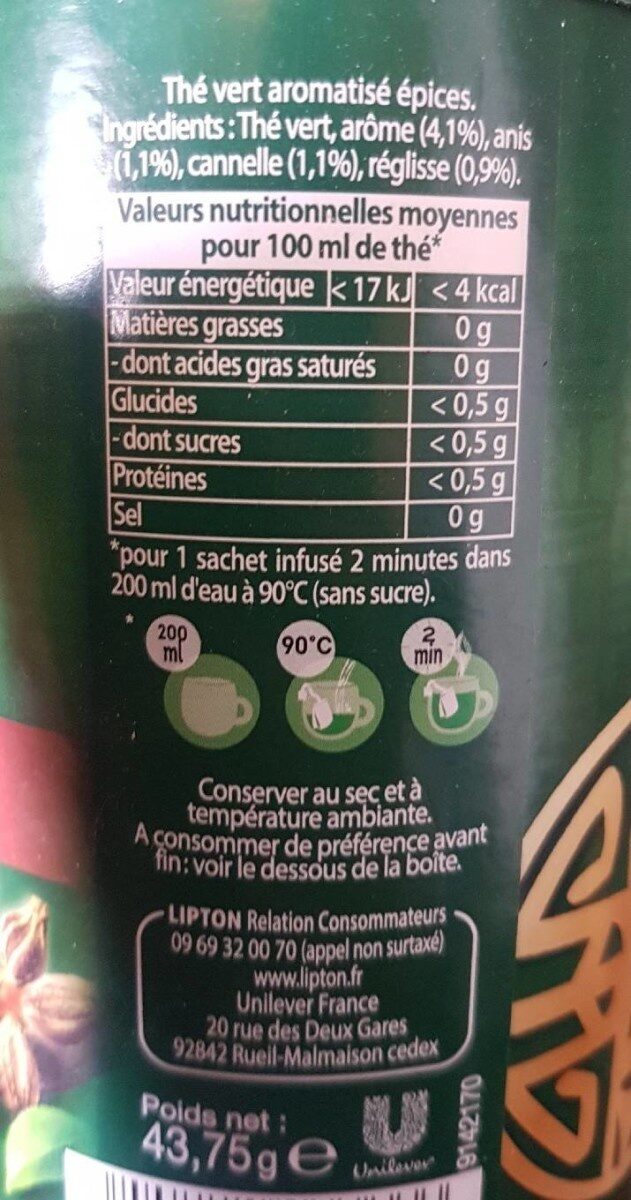 Thé vert aromatisé épices.
Ingrédients : Thé vert, arôme (4,1%), anis
(1,1%), cannelle (1,1%), réglisse (0,9%).
Valeurs nutritionnelles moyennes
pour 100 ml de thé*
Valeur énergétique < 17 kJ < 4 kcal
Matières grasses 0 g
- dont acides gras saturés 0 g
Glucides < 0,5 g
- dont sucres < 0,5 g
Protéines < 0,5 g
Sel 0 g
*pour 1 sachet infusé 2 minutes dans
200 ml d'eau à 90°C (sans sucre).
* 200 ml 90°C 2 min
Conserver au sec et à
température ambiante.
A consommer de préférence avant
fin: voir le dessous de la boîte.
LIPTON Relation Consommateurs
09 69 32 00 70 (appel non surtaxé)
www.lipton.fr
Unilever France
20 rue des Deux Gares
92842 Rueil-Malmaison cedex
Poids net :
43,75g e
Unilever
9142170